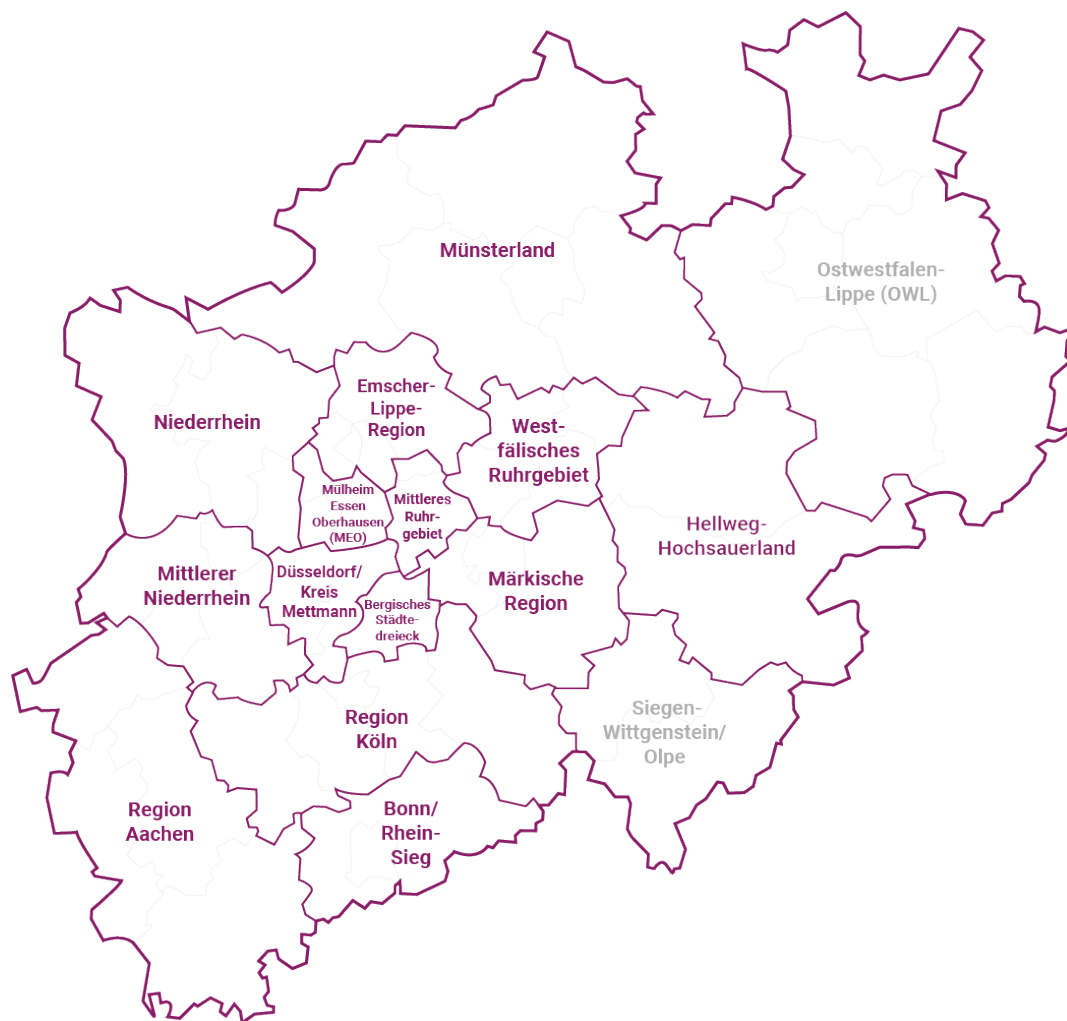 Münsterland
Ostwestfalen-
Lippe (OWL)
Niederrhein
Emscher-
Lippe-
Region
West-
fälisches
Ruhrgebiet
Mülheim
Essen
Oberhausen
(MEO)
Mittleres
Ruhr-
gebiet
Hellweg-
Hochsauerland
Mittlerer
Niederrhein
Düsseldorf/
Kreis
Mettmann
Bergisches
Städte-
dreieck
Märkische
Region
Region
Köln
Siegen-
Wittgenstein/
Olpe
Region
Aachen
Bonn/
Rhein-
Sieg